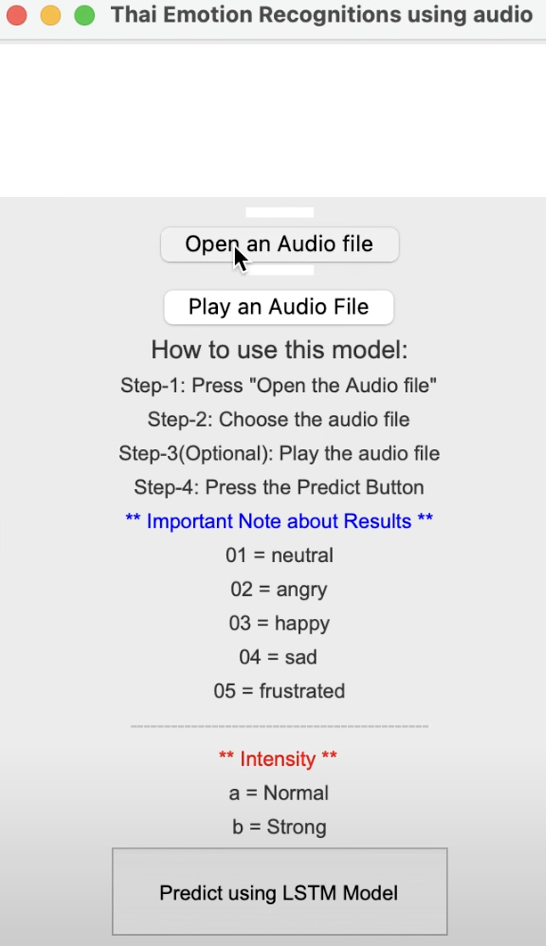 Thai Emotion Recognitions using audio
Open an Audio file
Play an Audio File
How to use this model:
Step-1: Press "Open the Audio file"
Step-2: Choose the audio file
Step-3(Optional): Play the audio file
Step-4: Press the Predict Button
** Important Note about Results **
01 = neutral
02 = angry
03 = happy
04 = sad
05 = frustrated
-------------------------------------------
** Intensity **
a = Normal
b = Strong
Predict using LSTM Model